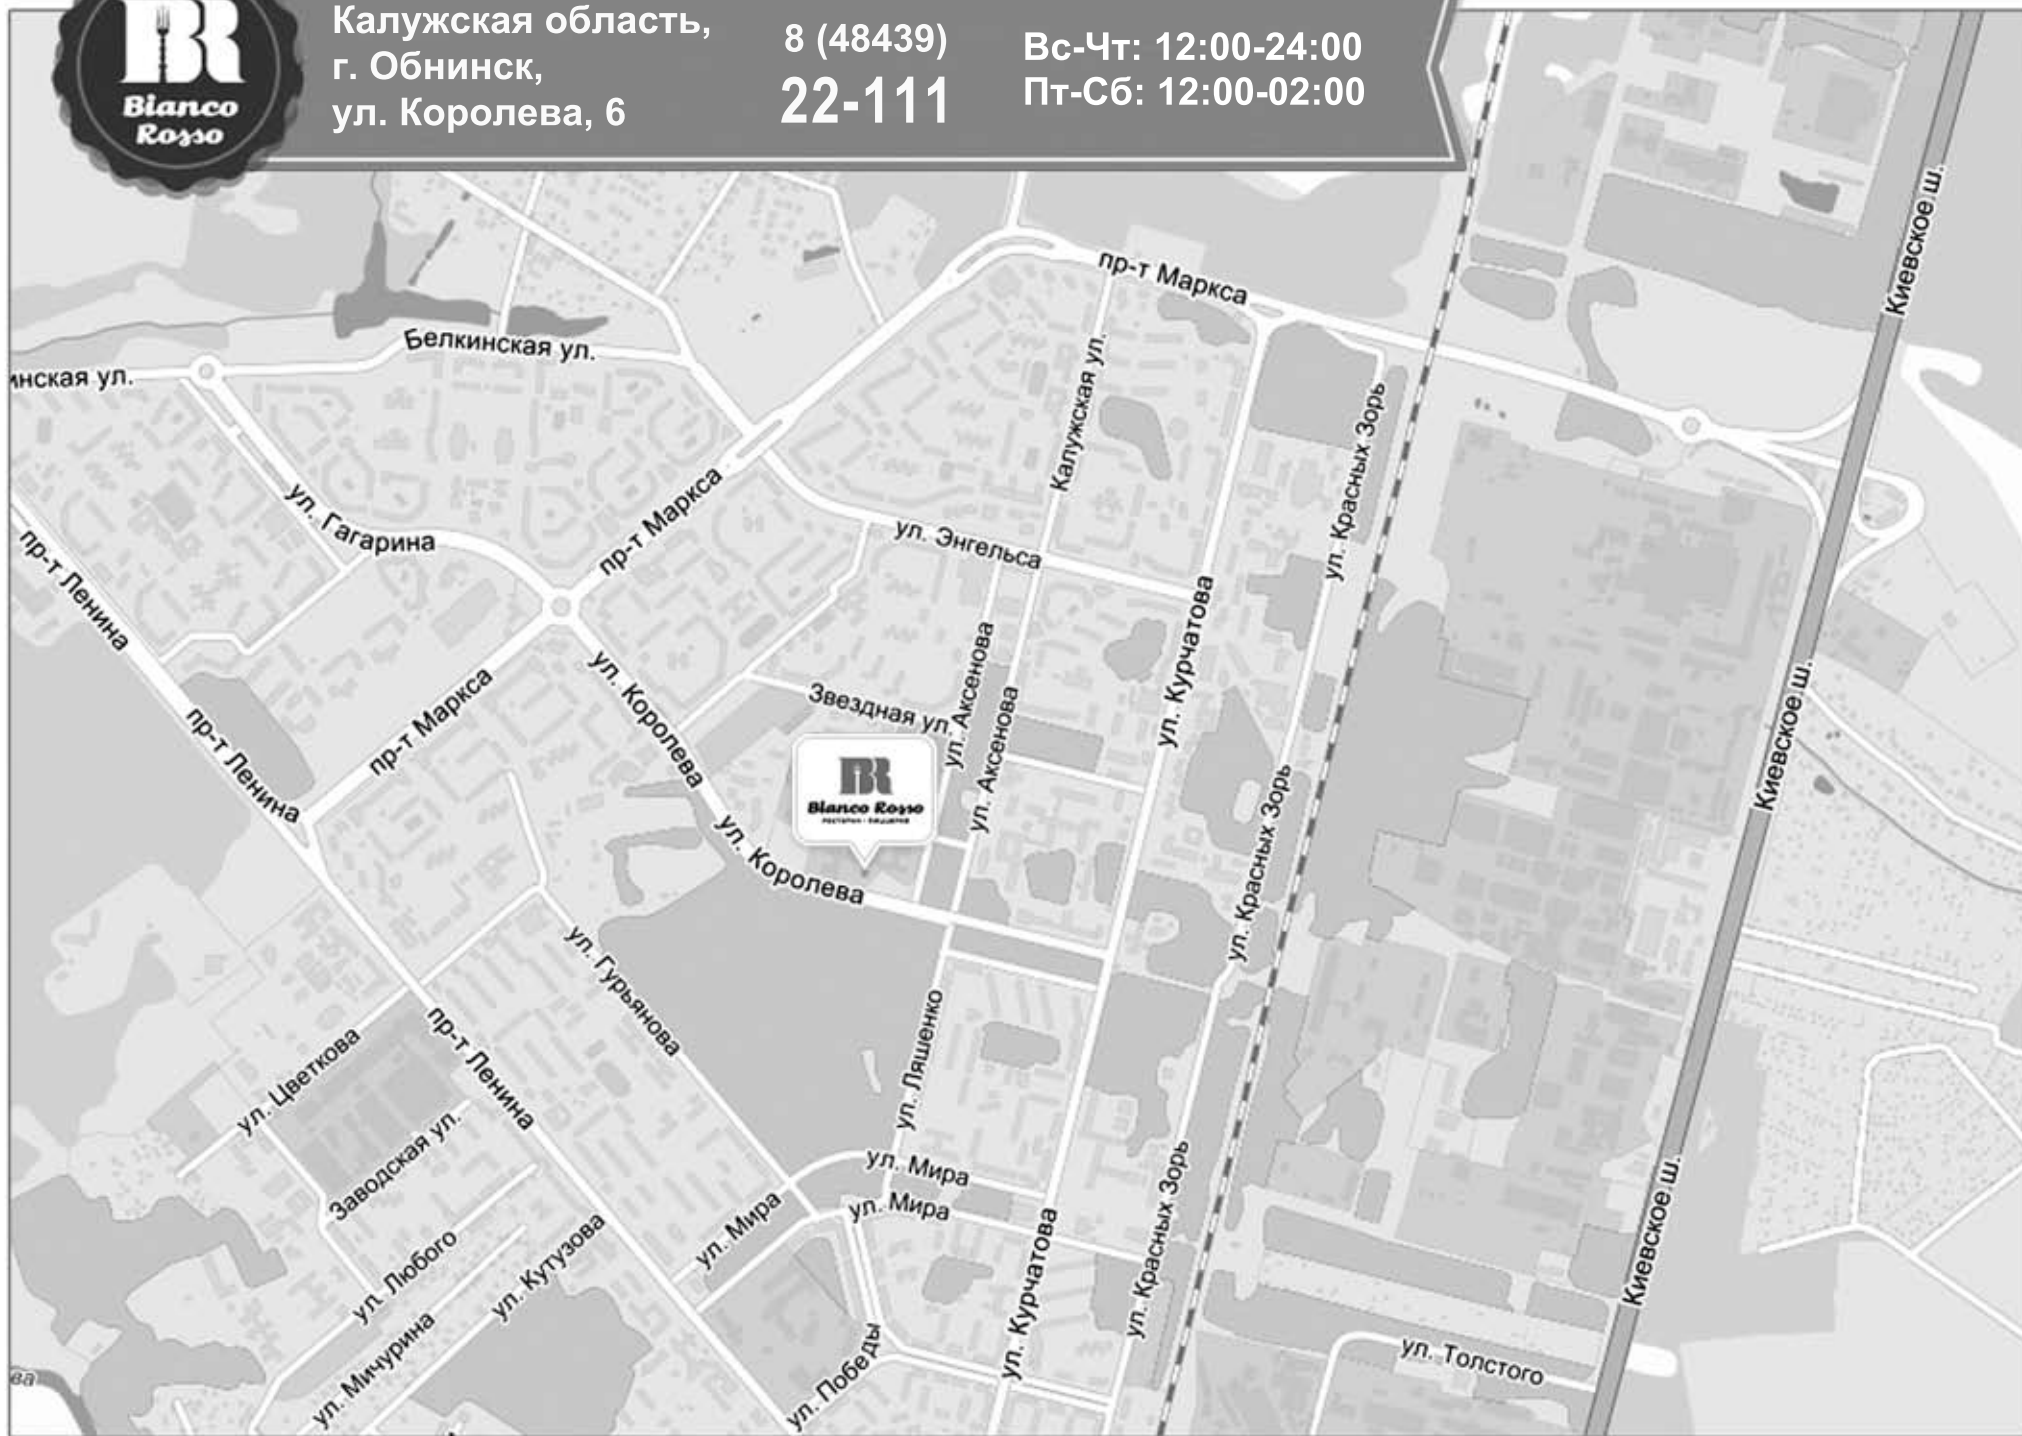 BR
Bianco
Rosso
Калужская область,
г. Обнинск,
ул. Королева, 6
8 (48439)
22-111
Вс-Чт: 12:00-24:00
Пт-Сб: 12:00-02:00
Киевское ш.
пр-т Маркса
Белкинская ул.
инская ул.
Калужская ул.
ул. Красных Зорь
ул. Гагарина
пр-т Маркса
ул. Энгельса
пр-т Ленина
ул. Курчатова
ул. Аксенова
ул. Королева
пр-т Маркса
Звездная ул.
ул. Аксенова
Киевское ш.
пр-т Ленина
BR
Bianco Rosso
ул. Красных Зорь
ул. Королева
ул. Гурьянова
ул. Ляшенко
пр-т Ленина
ул. Цветкова
Заводская ул.
ул. Мира
ул. Мира
ул. Мира
ул. Красных Зорь
Киевское ш.
ул. Любого
ул. Кутузова
ул. Курчатова
ул. Мичурина
ул. Победы
ул. Толстого
ва